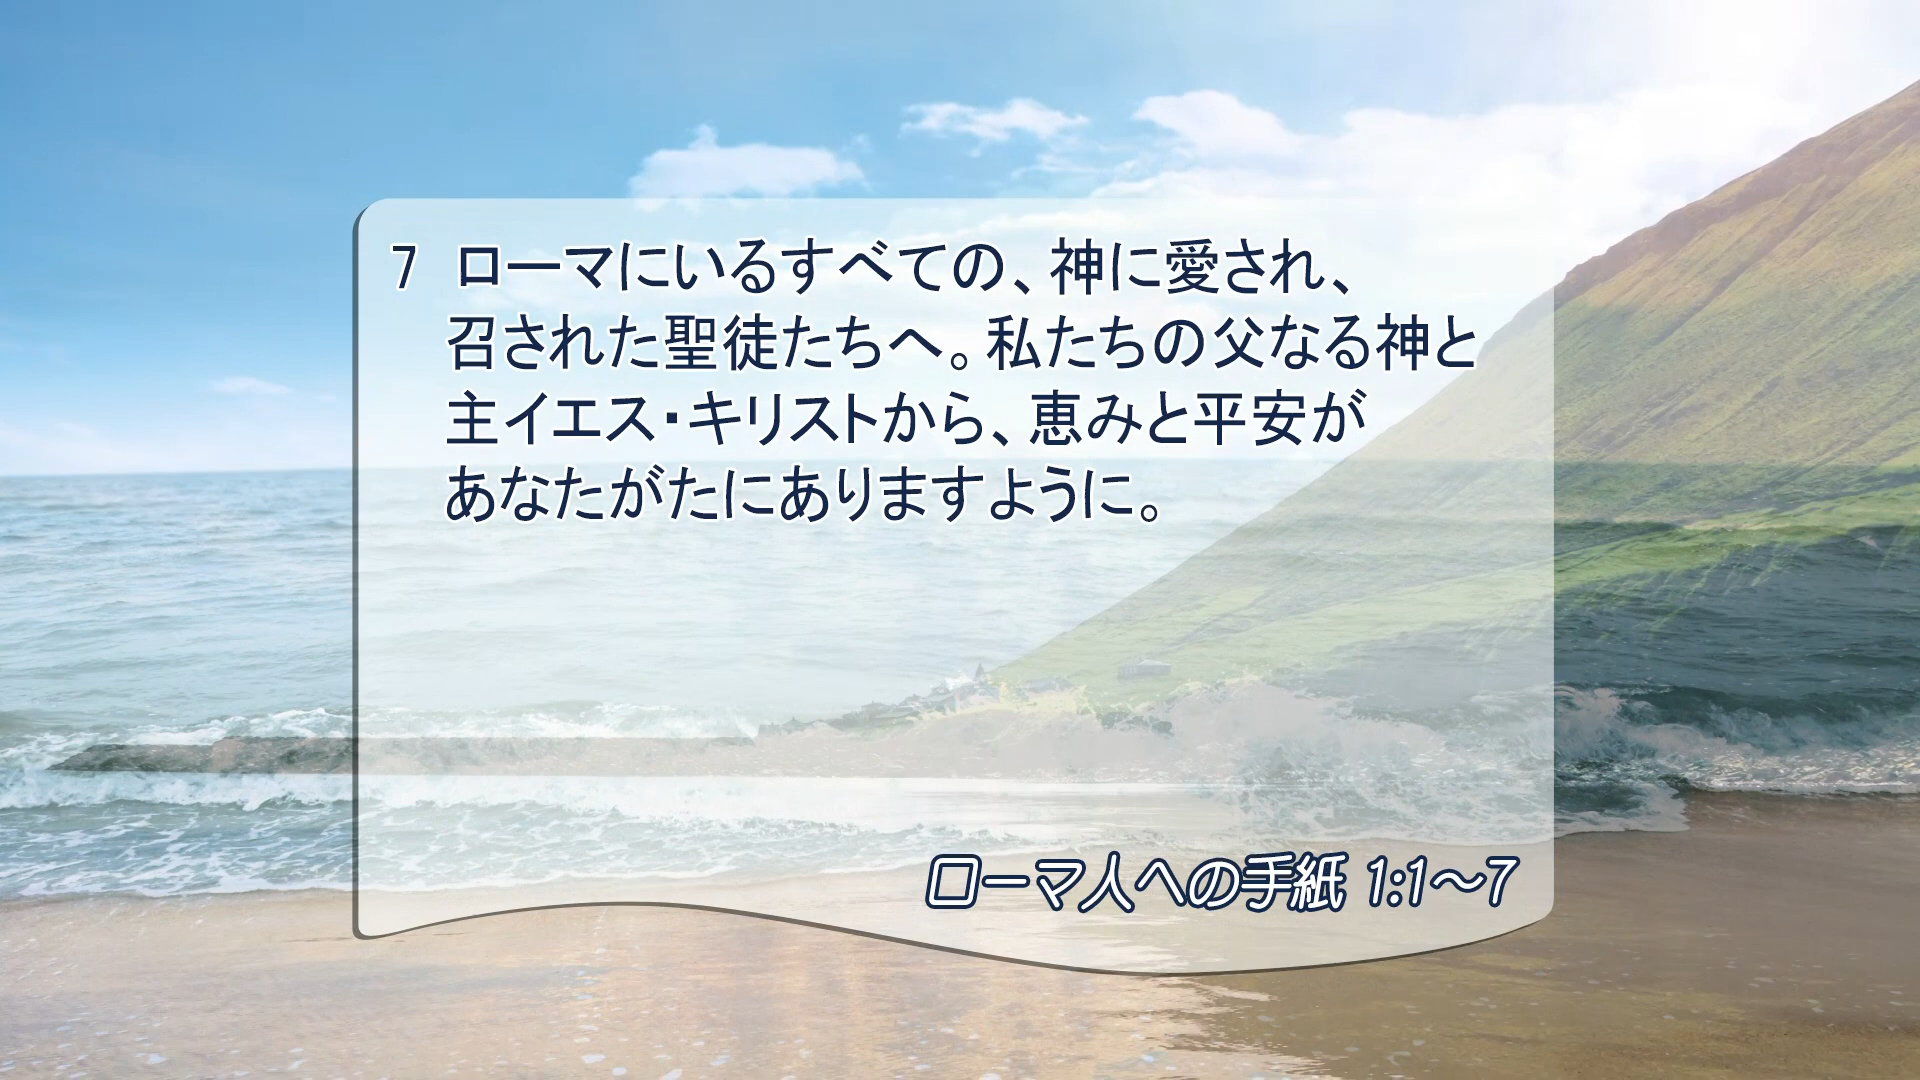 7 ローマにいるすべての、神に愛され、
召された聖徒たちへ。私たちの父なる神と
主イエス・キリストから、恵みと平安が
あなたがたにありますように。
ローマ人への手紙 1:1～7